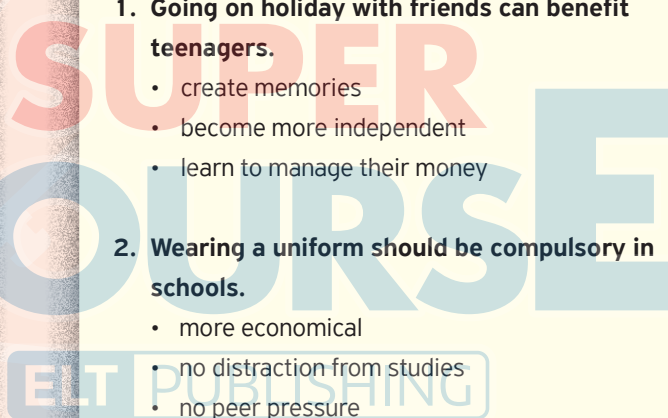 1. Going on holiday with friends can benefit
teenagers.
• create memories
• become more independent
• learn to manage their money
2. Wearing a uniform should be compulsory in
schools.
• more economical
• no distraction from studies
• no peer pressure
SUPER
OURSE
ELT PUBLISHING